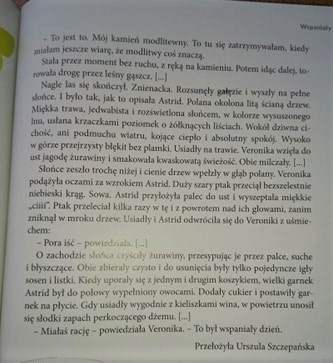 Wspaniały
– To jest to. Mój kamień modlitewny. To tu się zatrzymywałam, kiedy
miałam jeszcze wiarę, że modlitwy coś znaczą.
Stała przez moment bez ruchu, z ręką na kamieniu. Potem idąc dalej, to-
rowała drogę przez leśny gąszcz. [...]
Nagle las się skończył. Znienacka. Rozsunęły gałęzie i wyszły na pełne
słońce. I było tak, jak to opisała Astrid. Polana okolona litą ścianą drzew.
Miękka trawa, jedwabista i rozświetlona słońcem, w kolorze wysuszonego
lnu, usłana krzaczkami poziomek o żółknących liściach. Wokół dziwna ci-
chość, ani podmuchu wiatru, kojące ciepło i absolutny spokój. Wysoko
w górze przejrzysty błękit bez plamki. Usiadły na trawie. Veronika wzięła do
ust jagodę żurawiny i smakowała kwaskowatą świeżość. Obie milczały. [...]
Słońce zeszło trochę niżej i cienie drzew wpełzły w głąb polany. Veronika
podążyła oczami za wzrokiem Astrid. Duży szary ptak przeciął bezszelestnie
niebieski krąg. Sowa. Astrid przyłożyła palec do ust i wyszeptała miękkie
„ciiii”. Ptak przeleciał kilka razy w tę i z powrotem nad ich głowami, zanim
zniknął w mroku drzew. Usiadły i Astrid odwróciła się do Veroniki z uśmie-
chem:
– Pora iść – powiedziała. [...]
O zachodzie słońca czyściły żurawiny, przesypując je przez palce, suche
i błyszczące. Obie zbierały czysto i do usunięcia były tylko pojedyncze igły
sosen i listki. Kiedy uporały się z jednym i drugim koszykiem, wielki garnek
Astrid był do połowy wypełniony owocami. Dodały cukier i postawiły gar-
nek na płycie. Gdy usiadły wygodnie z kieliszkami wina, w powietrzu unosił
się słodki zapach perkoczącego dżemu. [...]
– Miałaś rację – powiedziała Veronika. – To był wspaniały dzień.
Przełożyła Urszula Szczepańska